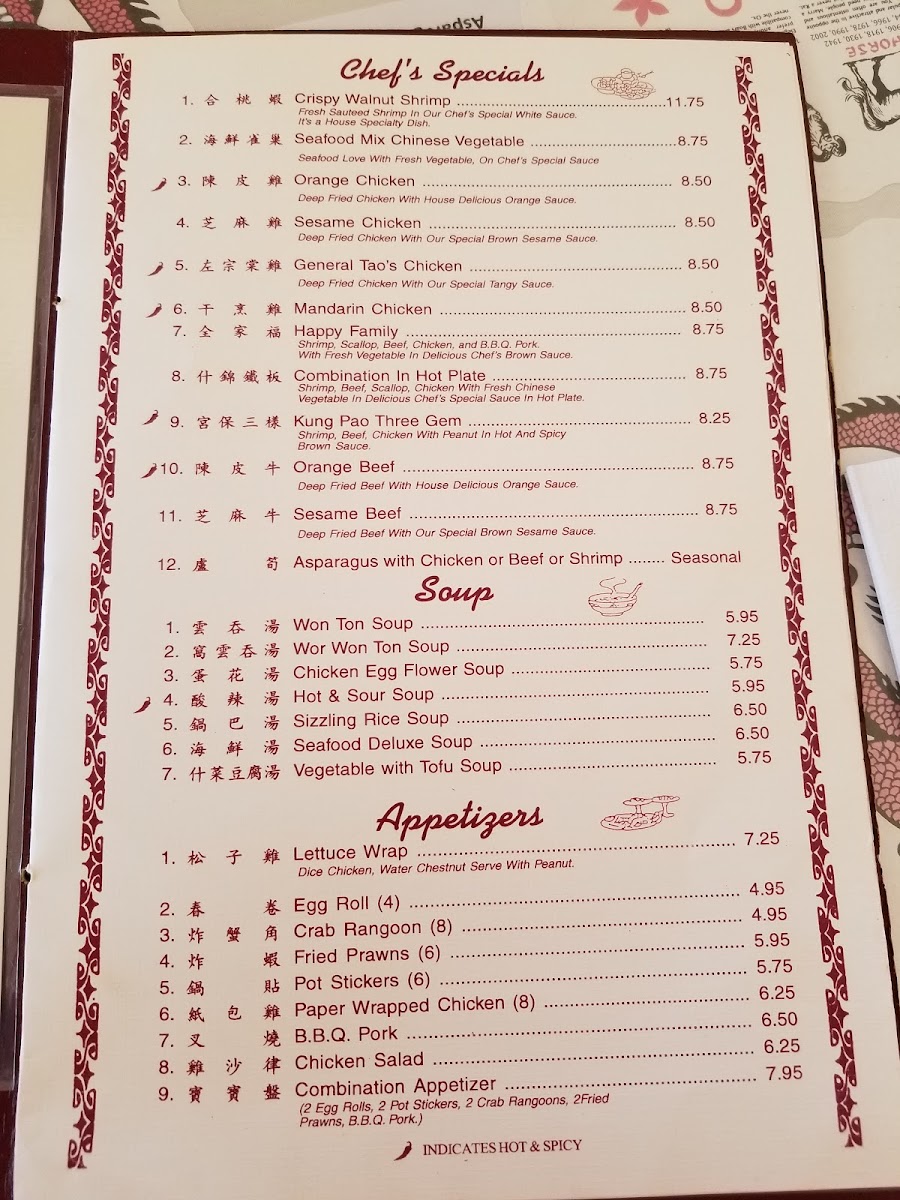 Chef's Specials
1. 合桃蝦 Crispy Walnut Shrimp ........11.75
Fresh Sauteed Shrimp In Our Chef's Special White Sauce.
It's a House Specialty Dish.
2. 海鮮雀巢 Seafood Mix Chinese Vegetable ........8.75
Seafood Love With Fresh Vegetable, On Chef's Special Sauce
3. 陳皮雞 Orange Chicken ........ 8.50
Deep Fried Chicken With House Delicious Orange Sauce.
4. 芝麻雞 Sesame Chicken ........ 8.50
Deep Fried Chicken With Our Special Brown Sesame Sauce.
5. 左宗棠雞 General Tao's Chicken ........ 8.50
Deep Fried Chicken With Our Special Tangy Sauce.
6. 干烹雞 Mandarin Chicken ........ 8.50
7. 全家福 Happy Family ........ 8.75
Shrimp, Scallop, Beef, Chicken, and B.B.Q. Pork.
With Fresh Vegetable In Delicious Chef's Brown Sauce.
8. 什錦鐵板 Combination In Hot Plate ........ 8.75
Shrimp, Beef, Scallop, Chicken With Fresh Chinese
Vegetable In Delicious Chef's Special Sauce In Hot Plate.
9. 宮保三樣 Kung Pao Three Gem ........ 8.25
Shrimp, Beef, Chicken With Peanut In Hot And Spicy
Brown Sauce.
10. 陳皮牛 Orange Beef ........ 8.75
Deep Fried Beef With House Delicious Orange Sauce.
11. 芝麻牛 Sesame Beef ........ 8.75
Deep Fried Beef With Our Special Brown Sesame Sauce.
12. 盧筍 Asparagus with Chicken or Beef or Shrimp ........ Seasonal
Soup
1. 雲吞湯 Won Ton Soup ........ 5.95
2. 窩雲吞湯 Wor Won Ton Soup ........ 7.25
3. 蛋花湯 Chicken Egg Flower Soup ........ 5.75
4. 酸辣湯 Hot & Sour Soup ........ 5.95
5. 鍋巴湯 Sizzling Rice Soup ........ 6.50
6. 海鮮湯 Seafood Deluxe Soup ........ 6.50
7. 什菜豆腐湯 Vegetable with Tofu Soup ........ 5.75
Appetizers
1. 松子雞 Lettuce Wrap ........ 7.25
Dice Chicken, Water Chestnut Serve With Peanut.
2. 春卷 Egg Roll (4) ........ 4.95
3. 炸蟹角 Crab Rangoon (8) ........ 4.95
4. 炸蝦 Fried Prawns (6) ........ 5.95
5. 鍋貼 Pot Stickers (6) ........ 5.75
6. 紙包雞 Paper Wrapped Chicken (8) ........ 6.25
7. 叉燒 B.B.Q. Pork ........ 6.50
8. 雞沙律 Chicken Salad ........ 6.25
9. 寶寶盤 Combination Appetizer ........ 7.95
(2 Egg Rolls, 2 Pot Stickers, 2 Crab Rangoons, 2Fried
Prawns, B.B.Q. Pork.)
INDICATES HOT & SPICY
HORSE